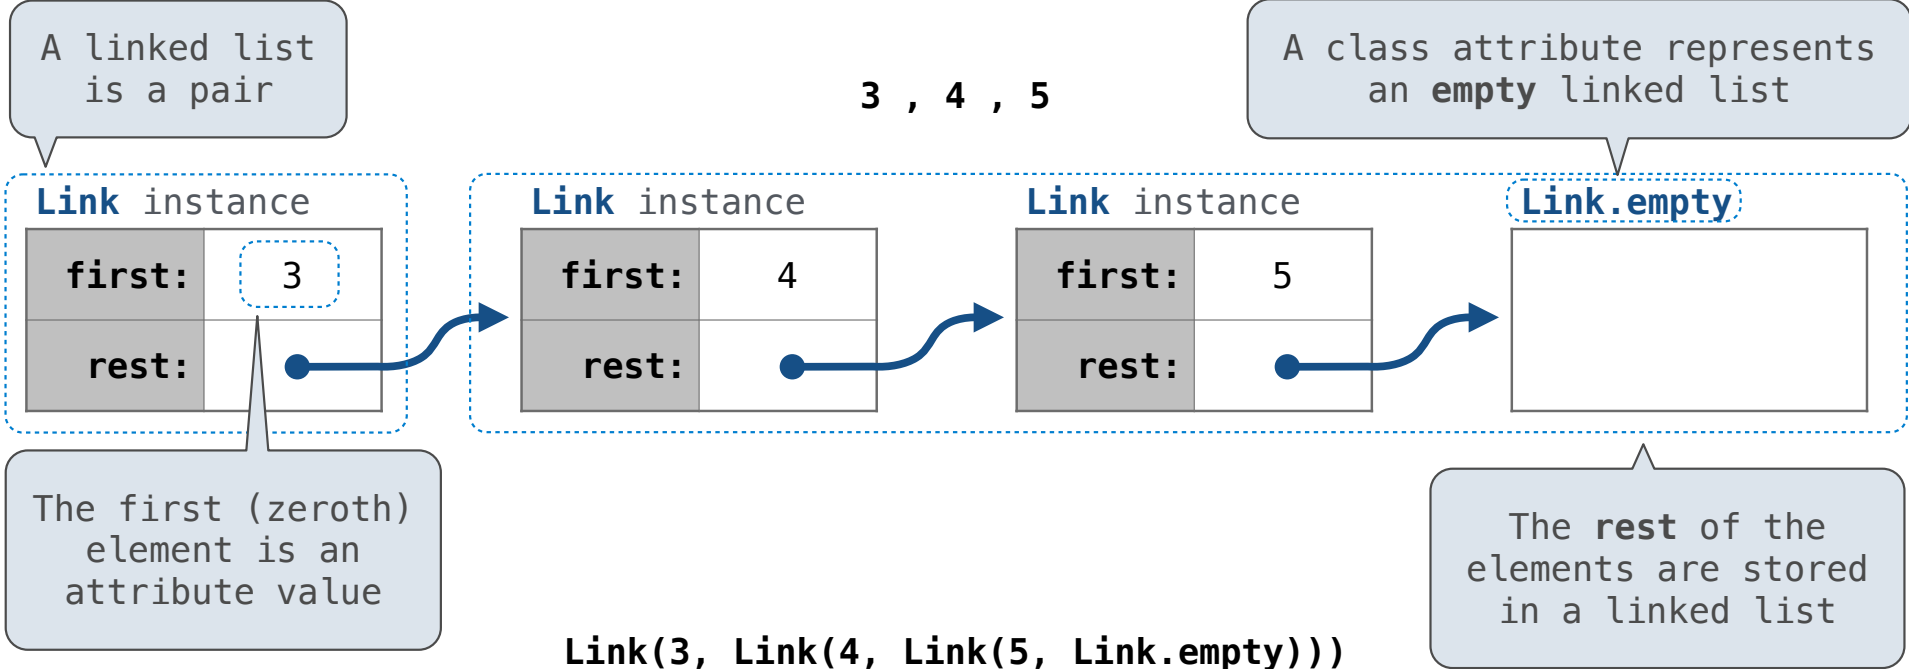 A linked list
is a pair
3 , 4 , 5
A class attribute represents
an empty linked list
Link instance
first: 3
rest:
Link instance
first: 4
rest:
Link instance
first: 5
rest:
Link.empty
The first (zeroth)
element is an
attribute value
The rest of the
elements are stored
in a linked list
Link(3, Link(4, Link(5, Link.empty)))